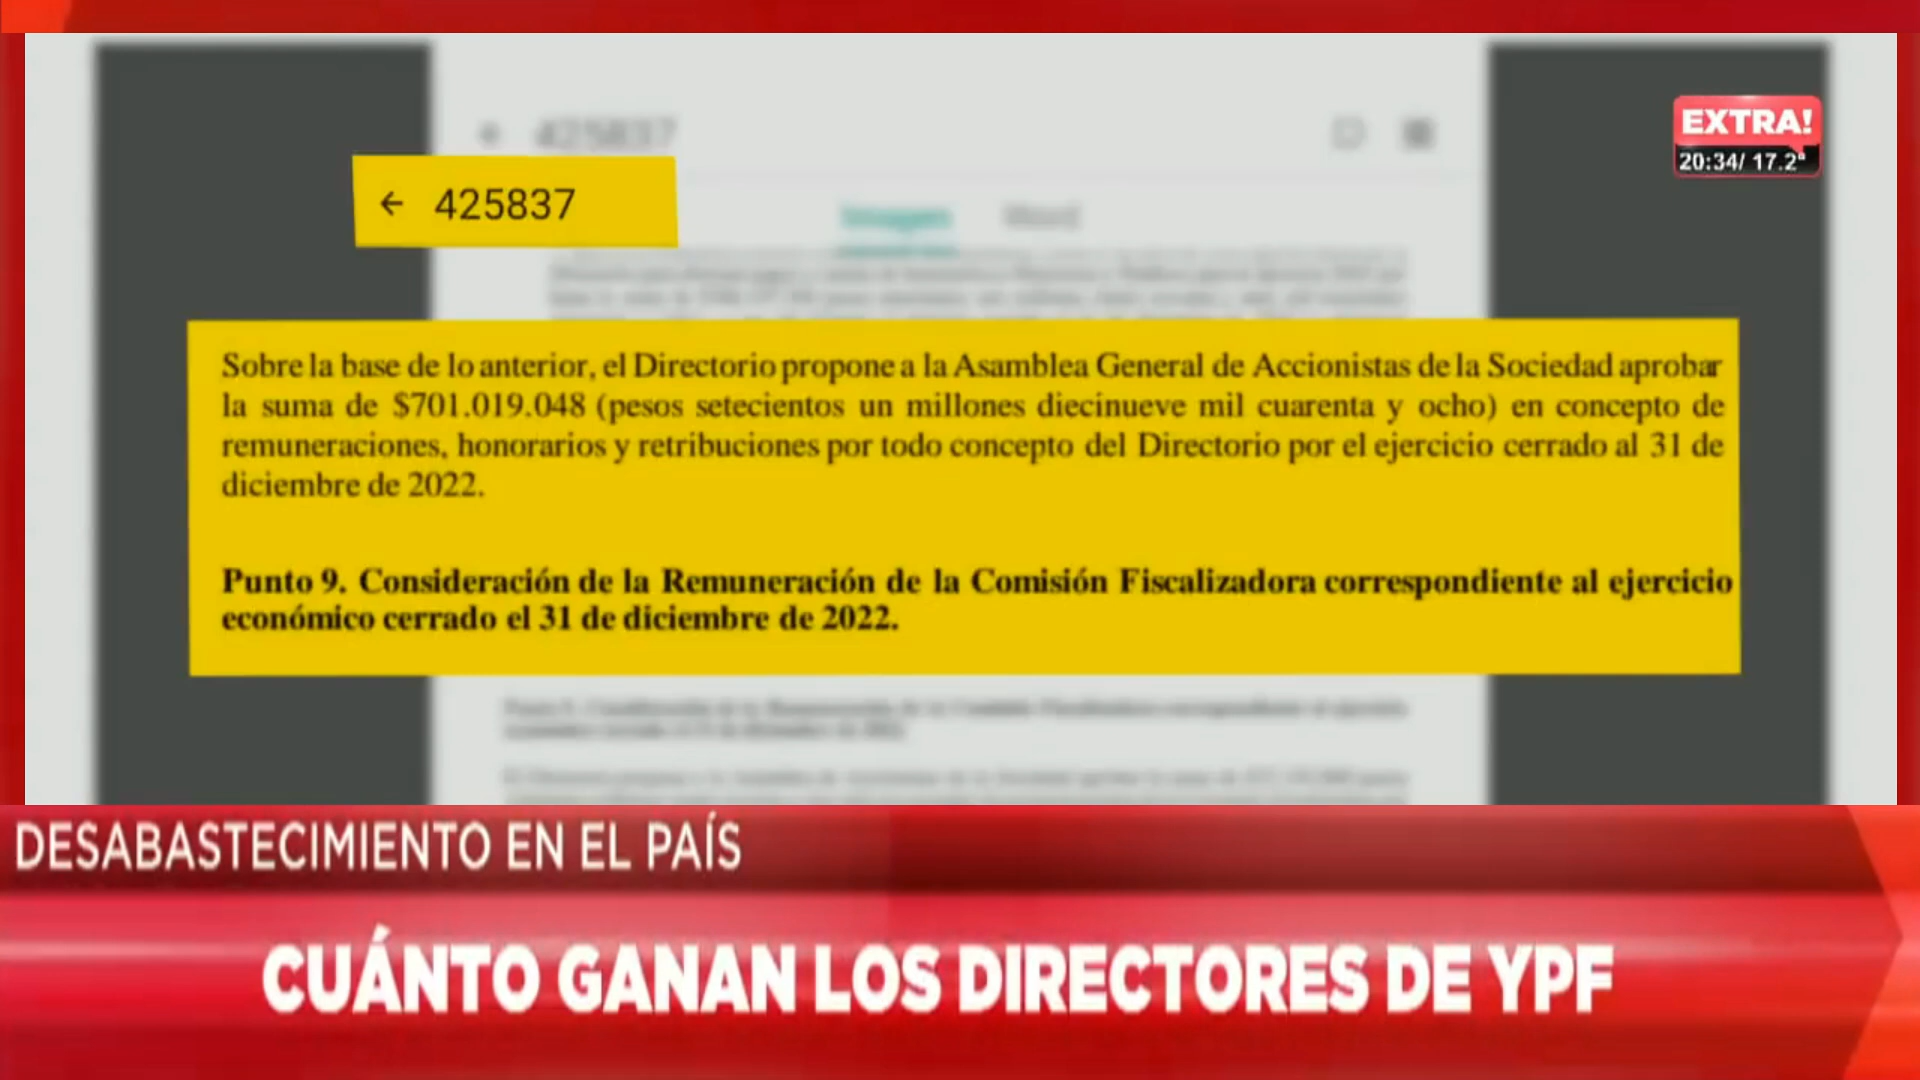 425837
EXTRA!
20:34/ 17.2°
← 425837
Imagen Word
Sobre la base de lo anterior, el Directorio propone a la Asamblea General de Accionistas de la Sociedad aprobar
la suma de $701.019.048 (pesos setecientos un millones diecinueve mil cuarenta y ocho) en concepto de
remuneraciones, honorarios y retribuciones por todo concepto del Directorio por el ejercicio cerrado al 31 de
diciembre de 2022.
Punto 9. Consideración de la Remuneración de la Comisión Fiscalizadora correspondiente al ejercicio
económico cerrado el 31 de diciembre de 2022.
DESABASTECIMIENTO EN EL PAÍS
CUÁNTO GANAN LOS DIRECTORES DE YPF